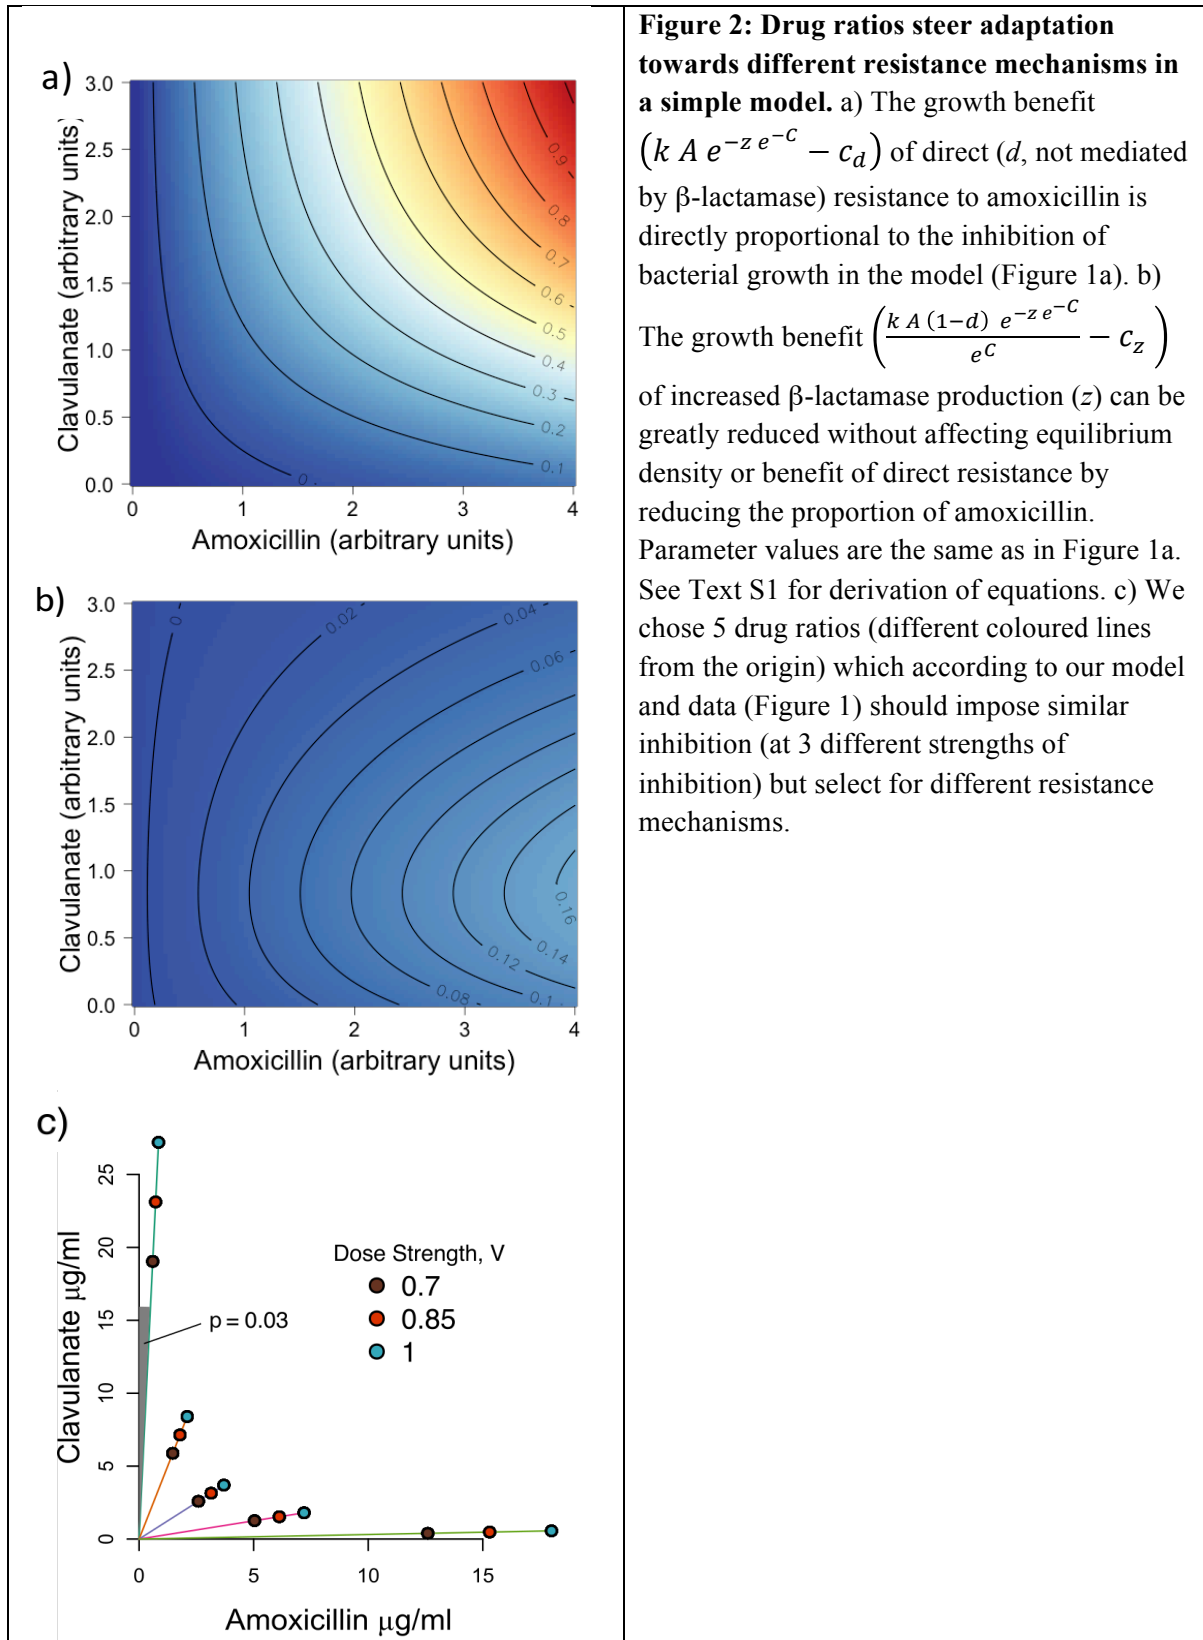 a)
3.0
2.5
2.0
1.5
1.0
0.5
0.0
Clavulanate (arbitrary units)
0.9
0.8
0.7
0.6
0.5
0.4
0.3
0.2
0.1
0
1
2
3
4
Amoxicillin (arbitrary units)
b)
3.0
2.5
2.0
1.5
1.0
0.5
0.0
Clavulanate (arbitrary units)
0
0.02
0.04
0.06
0.16
0.14
0.12
0.1
0.08
0
1
2
3
4
Amoxicillin (arbitrary units)
c)
25
20
15
10
5
0
Clavulanate μg/ml
Dose Strength, V
0.7
0.85
1
p = 0.03
0
5
10
15
Amoxicillin μg/ml
Figure 2: Drug ratios steer adaptation
towards different resistance mechanisms in
a simple model. a) The growth benefit
(k A e^{-z e^{-C}} − c_d) of direct (d, not mediated
by β-lactamase) resistance to amoxicillin is
directly proportional to the inhibition of
bacterial growth in the model (Figure 1a). b)
The growth benefit (\frac{k A (1−d) e^{-z e^{-C}}}{e^C} − c_z)
of increased β-lactamase production (z) can be
greatly reduced without affecting equilibrium
density or benefit of direct resistance by
reducing the proportion of amoxicillin.
Parameter values are the same as in Figure 1a.
See Text S1 for derivation of equations. c) We
chose 5 drug ratios (different coloured lines
from the origin) which according to our model
and data (Figure 1) should impose similar
inhibition (at 3 different strengths of
inhibition) but select for different resistance
mechanisms.